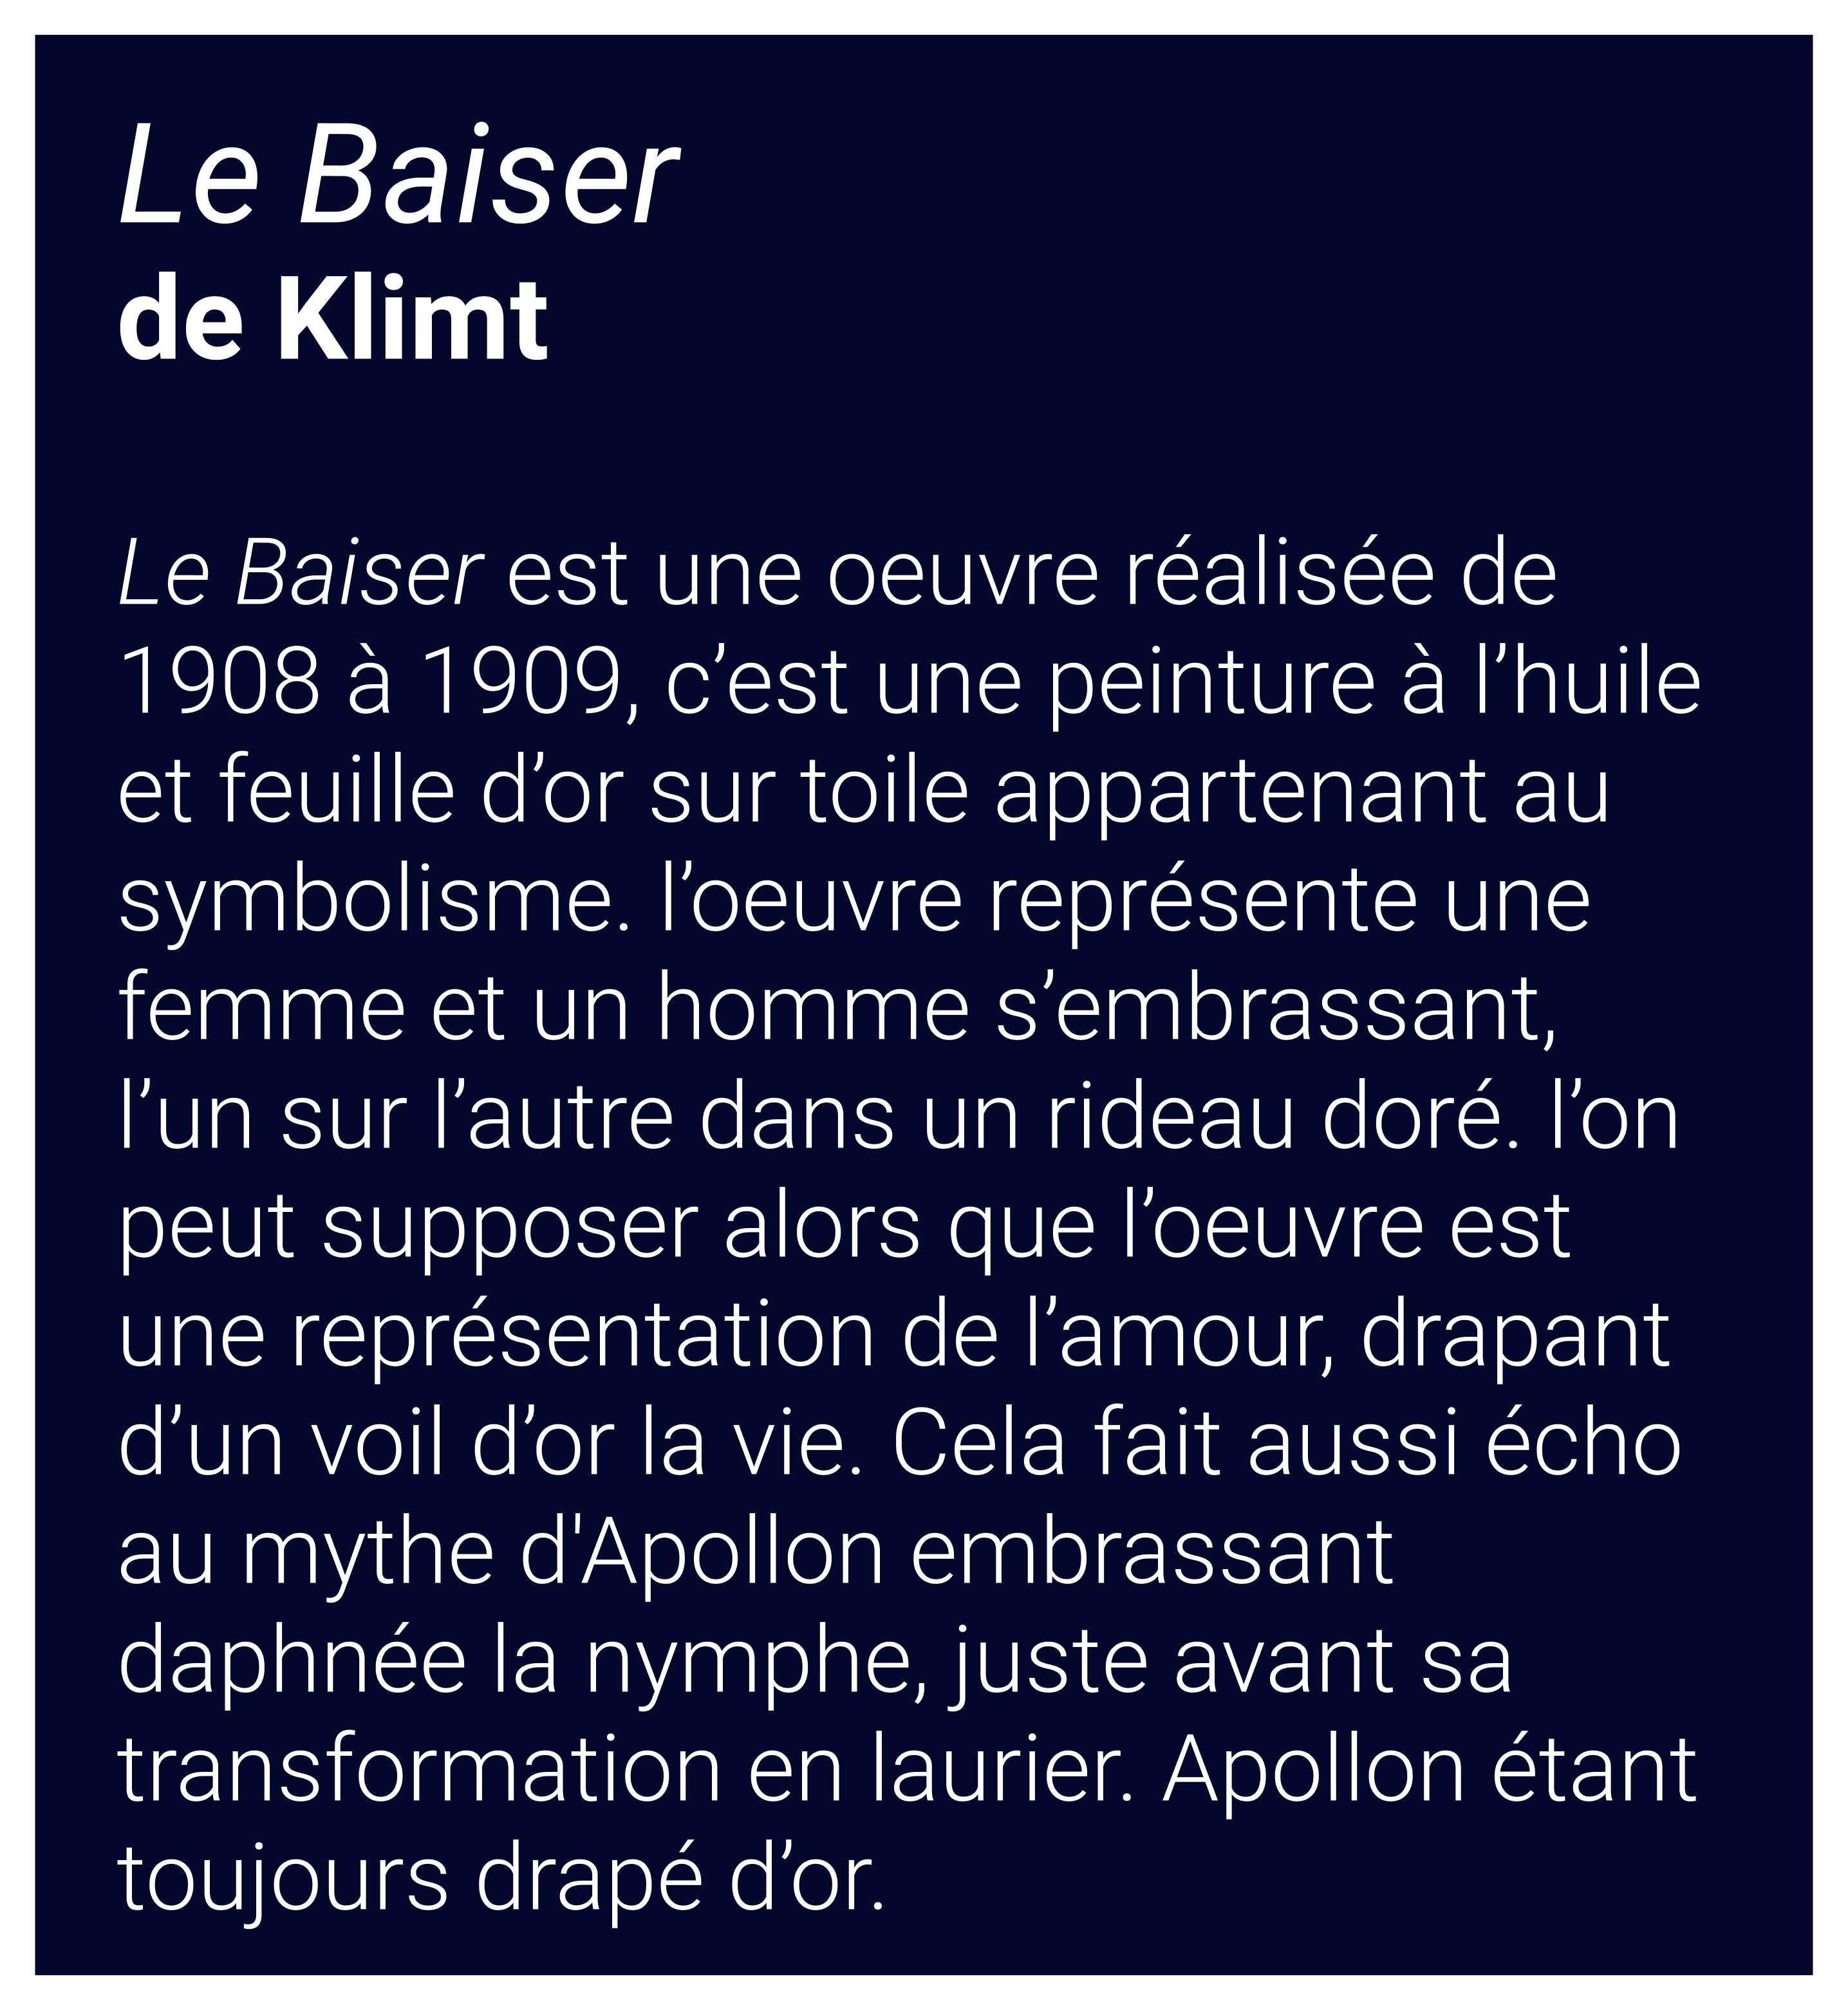 Le Baiser
de Klimt
Le Baiser est une oeuvre réalisée de
1908 à 1909, c’est une peinture à l’huile
et feuille d’or sur toile appartenant au
symbolisme. l’oeuvre représente une
femme et un homme s’embrassant,
l’un sur l’autre dans un rideau doré. l’on
peut supposer alors que l’oeuvre est
une représentation de l’amour, drapant
d’un voil d’or la vie. Cela fait aussi écho
au mythe d'Apollon embrassant
daphnée la nymphe, juste avant sa
transformation en laurier. Apollon étant
toujours drapé d’or.